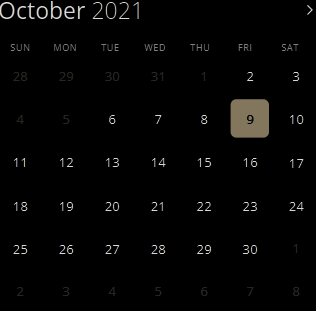 October 2021
SUN MON TUE WED THU FRI SAT
28 29 30 31 1 2 3
4 5 6 7 8 9 10
11 12 13 14 15 16 17
18 19 20 21 22 23 24
25 26 27 28 29 30 1
2 3 4 5 6 7 8